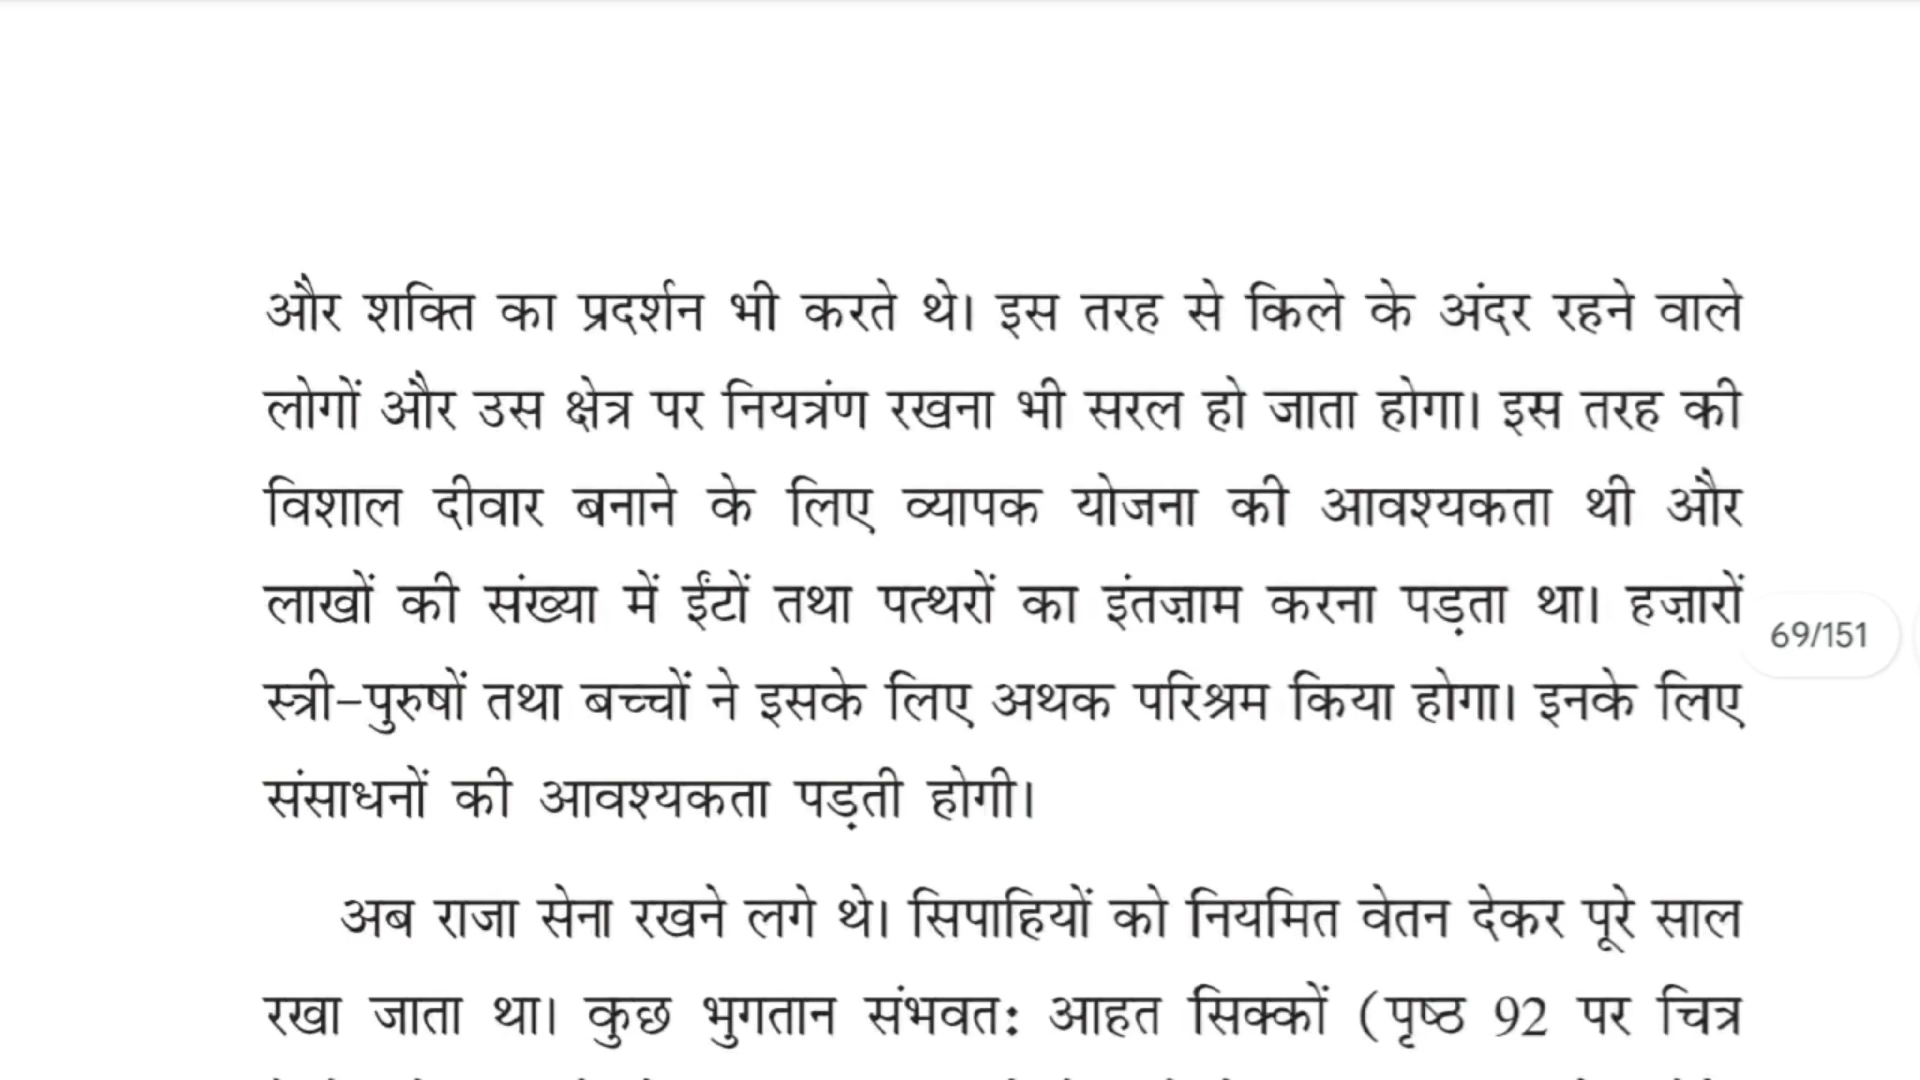 और शक्ति का प्रदर्शन भी करते थे। इस तरह से किले के अंदर रहने वाले
लोगों और उस क्षेत्र पर नियत्रंण रखना भी सरल हो जाता होगा। इस तरह की
विशाल दीवार बनाने के लिए व्यापक योजना की आवश्यकता थी और
लाखों की संख्या में ईंटों तथा पत्थरों का इंतज़ाम करना पड़ता था। हज़ारों
69/151
स्त्री-पुरुषों तथा बच्चों ने इसके लिए अथक परिश्रम किया होगा। इनके लिए
संसाधनों की आवश्यकता पड़ती होगी।
अब राजा सेना रखने लगे थे। सिपाहियों को नियमित वेतन देकर पूरे साल
रखा जाता था। कुछ भुगतान संभवत: आहत सिक्कों (पृष्ठ 92 पर चित्र